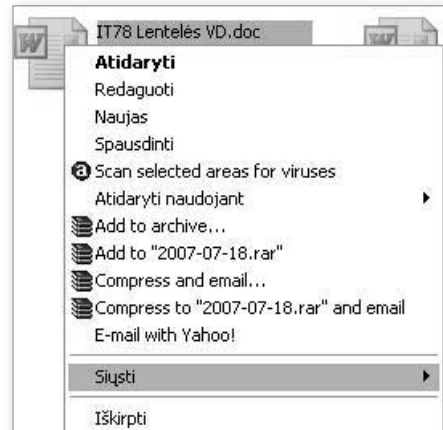 IT78 Lentelės VD.doc
Atidaryti
Redaguoti
Naujas
Spausdinti
Scan selected areas for viruses
Atidaryti naudojant
Add to archive...
Add to "2007-07-18.rar"
Compress and email...
Compress to "2007-07-18.rar" and email
E-mail with Yahoo!
Siųsti
Iškirpti